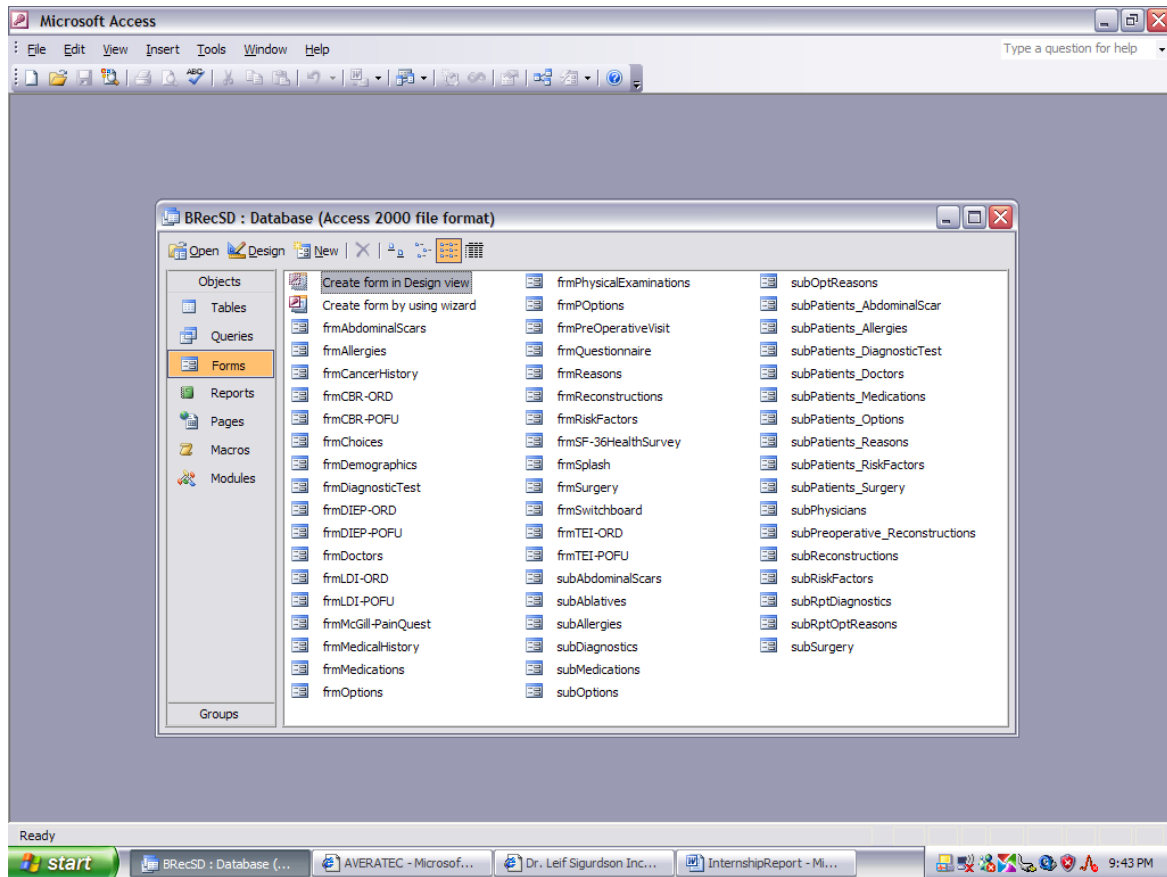 Microsoft Access
File Edit View Insert Tools Window Help
Type a question for help
BRecSD : Database (Access 2000 file format)
Open Design New
Objects
Tables
Queries
Forms
Reports
Pages
Macros
Modules
Groups
Create form in Design view
Create form by using wizard
frmAbdominalScars
frmAllergies
frmCancerHistory
frmCBR-ORD
frmCBR-POFU
frmChoices
frmDemographics
frmDiagnosticTest
frmDIEP-ORD
frmDIEP-POFU
frmDoctors
frmLDI-ORD
frmLDI-POFU
frmMcGill-PainQuest
frmMedicalHistory
frmMedications
frmOptions
frmPhysicalExaminations
frmPOptions
frmPreOperativeVisit
frmQuestionnaire
frmReasons
frmReconstructions
frmRiskFactors
frmSF-36HealthSurvey
frmSplash
frmSurgery
frmSwitchboard
frmTEI-ORD
frmTEI-POFU
subAbdominalScars
subAblatives
subAllergies
subDiagnostics
subMedications
subOptions
subOptReasons
subPatients_AbdominalScar
subPatients_Allergies
subPatients_DiagnosticTest
subPatients_Doctors
subPatients_Medications
subPatients_Options
subPatients_Reasons
subPatients_RiskFactors
subPatients_Surgery
subPhysicians
subPreoperative_Reconstructions
subReconstructions
subRiskFactors
subRptDiagnostics
subRptOptReasons
subSurgery
Ready
start BRecSD : Database (... AVERATEC - Microsof... Dr. Leif Sigurdson Inc... InternshipReport - Mi... 9:43 PM